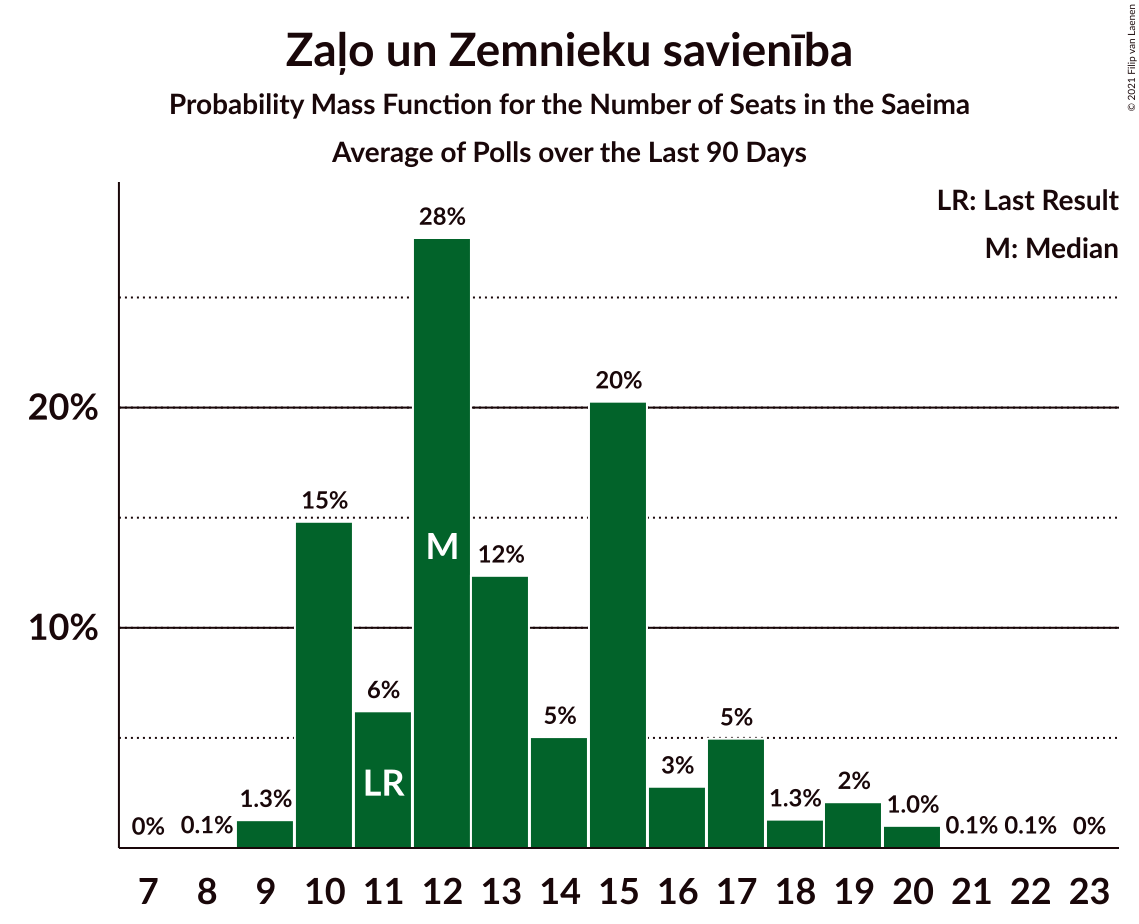 Zaļo un Zemnieku savienība
Probability Mass Function for the Number of Seats in the Saeima
Average of Polls over the Last 90 Days
© 2021 Filip van Laenen
LR: Last Result
M: Median
20%
10%
0%
0.1%
1.3%
15%
6%
28%
12%
5%
20%
3%
5%
1.3%
2%
1.0%
0.1%
0.1%
0%
LR
M
7 8 9 10 11 12 13 14 15 16 17 18 19 20 21 22 23